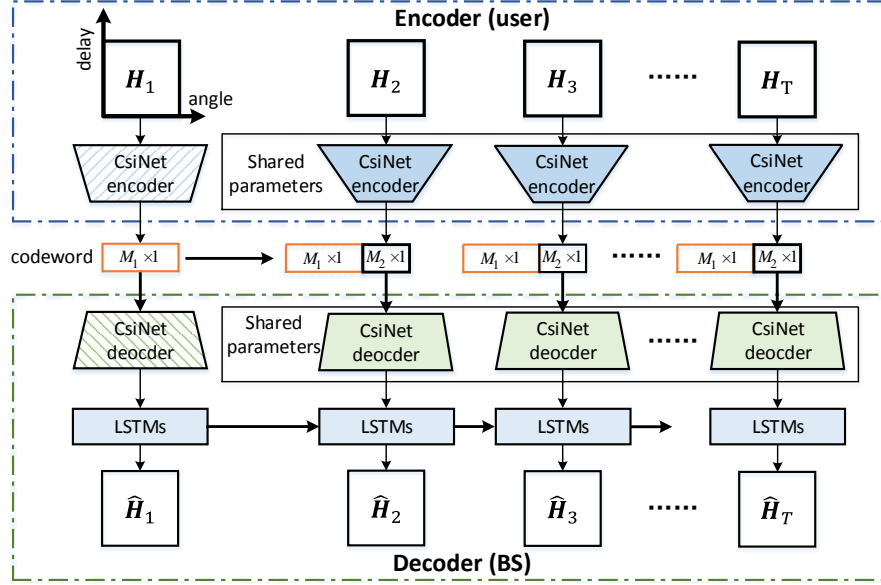 Encoder (user)
delay
angle
H₁
H₂
H₃
······
H_T
CsiNet
encoder
Shared
parameters
CsiNet
encoder
CsiNet
encoder
······
CsiNet
encoder
codeword
M₁ × 1
M₁ × 1
M₂ × 1
M₁ × 1
M₂ × 1
······
M₁ × 1
M₂ × 1
CsiNet
deocder
Shared
parameters
CsiNet
deocder
CsiNet
deocder
······
CsiNet
deocder
LSTMs
LSTMs
LSTMs
LSTMs
Ĥ₁
Ĥ₂
Ĥ₃
······
Ĥ_T
Decoder (BS)